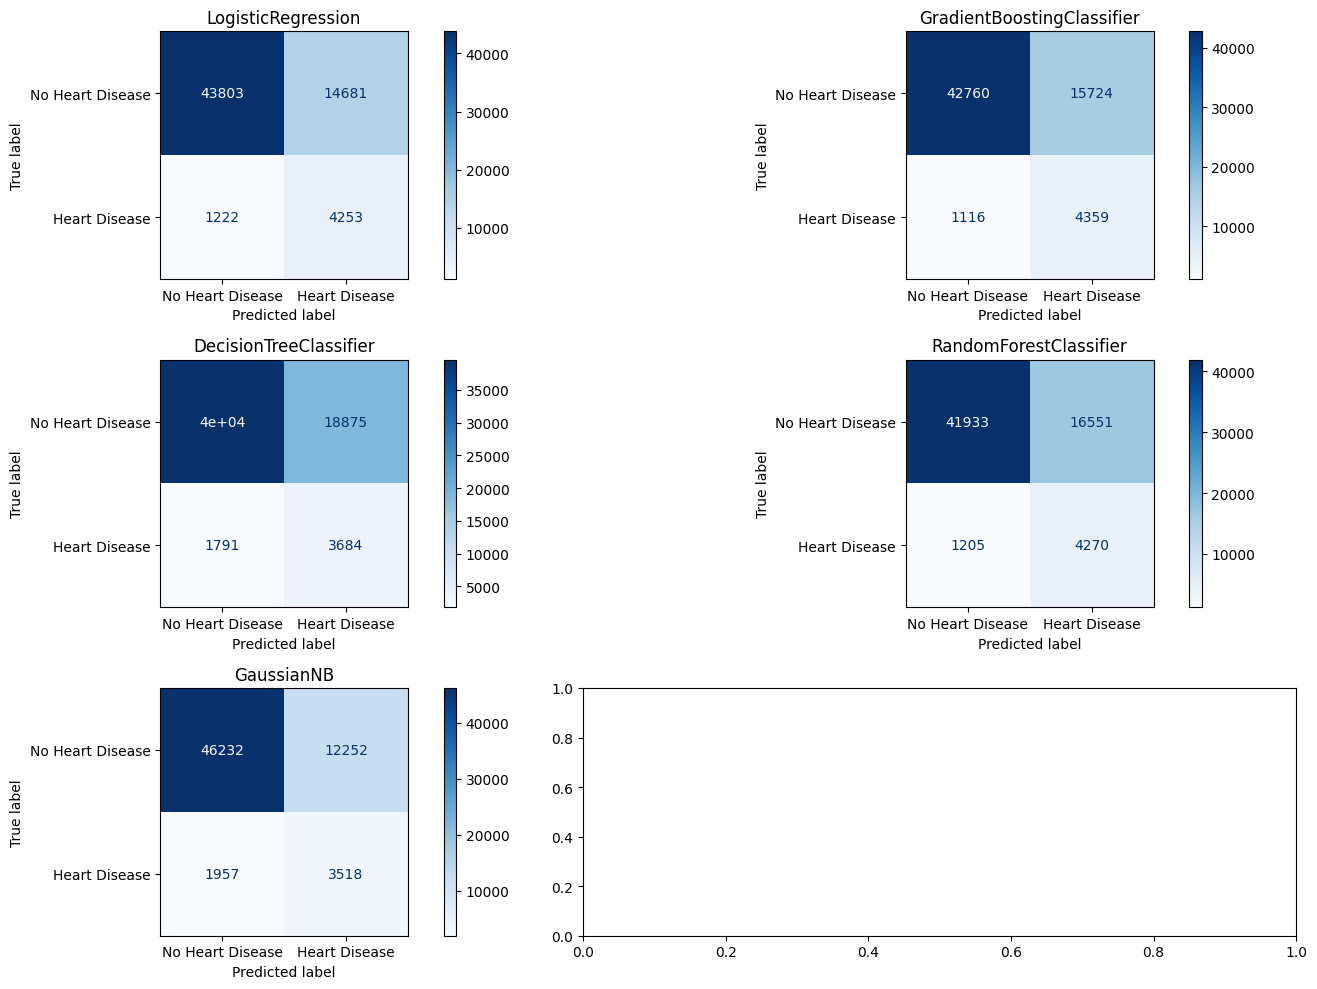 LogisticRegression
No Heart Disease
Heart Disease
True label
43803 14681
1222 4253
No Heart Disease Heart Disease
Predicted label
40000
30000
20000
10000
GradientBoostingClassifier
No Heart Disease
Heart Disease
True label
42760 15724
1116 4359
No Heart Disease Heart Disease
Predicted label
40000
30000
20000
10000
DecisionTreeClassifier
No Heart Disease
Heart Disease
True label
4e+04 18875
1791 3684
No Heart Disease Heart Disease
Predicted label
35000
30000
25000
20000
15000
10000
5000
RandomForestClassifier
No Heart Disease
Heart Disease
True label
41933 16551
1205 4270
No Heart Disease Heart Disease
Predicted label
40000
30000
20000
10000
GaussianNB
No Heart Disease
Heart Disease
True label
46232 12252
1957 3518
No Heart Disease Heart Disease
Predicted label
40000
30000
20000
10000
1.0
0.8
0.6
0.4
0.2
0.0
0.0 0.2 0.4 0.6 0.8 1.0